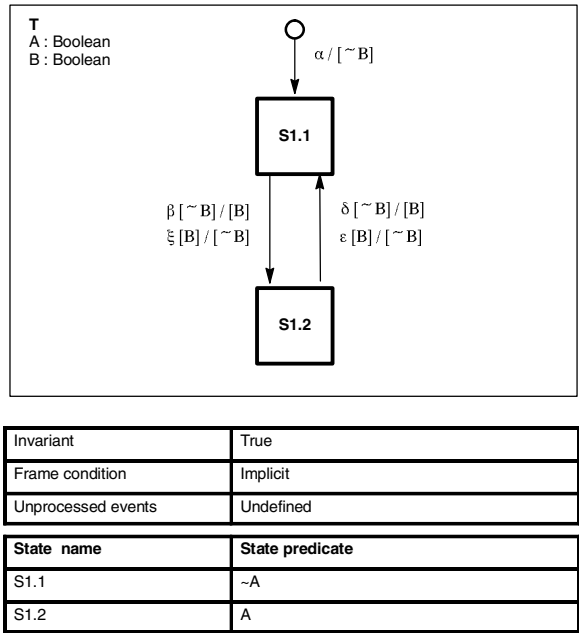 T
A : Boolean
B : Boolean
α / [ ~ B ]
S1.1
β [ ~ B ] / [B]
ξ [B] / [ ~ B]
δ [ ~ B ] / [B]
ε [B] / [ ~ B]
S1.2
Invariant True
Frame condition Implicit
Unprocessed events Undefined
State name State predicate
S1.1 ~A
S1.2 A